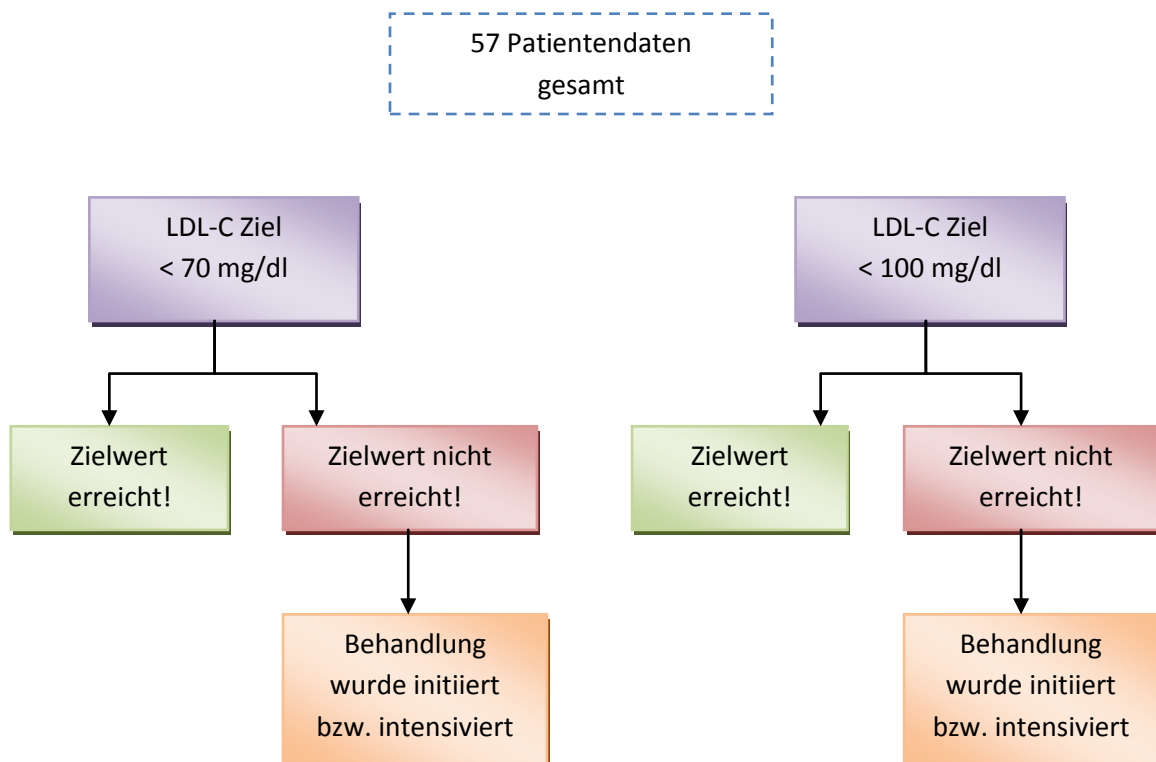 57 Patientendaten
gesamt
LDL-C Ziel
< 70 mg/dl
LDL-C Ziel
< 100 mg/dl
Zielwert
erreicht!
Zielwert nicht
erreicht!
Zielwert
erreicht!
Zielwert nicht
erreicht!
Behandlung
wurde initiiert
bzw. intensiviert
Behandlung
wurde initiiert
bzw. intensiviert